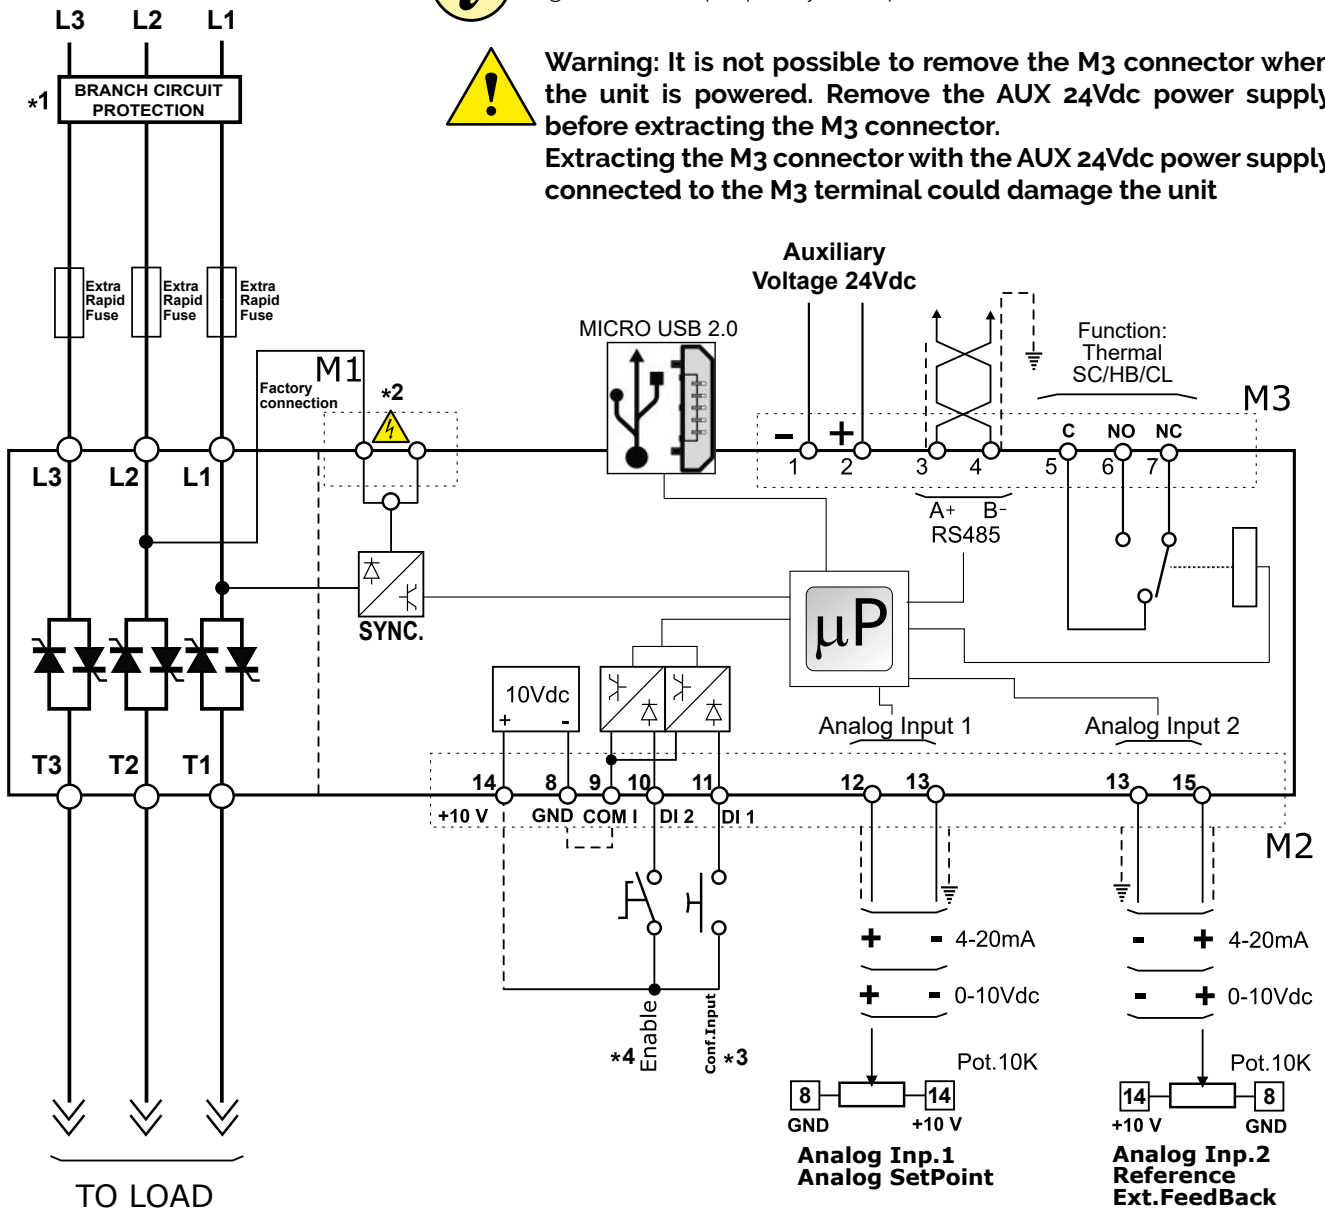 L3 L2 L1
*1
BRANCH CIRCUIT
PROTECTION
Warning: It is not possible to remove the M3 connector when
the unit is powered. Remove the AUX 24Vdc power supply
before extracting the M3 connector.
Extracting the M3 connector with the AUX 24Vdc power supply
connected to the M3 terminal could damage the unit
Extra
Rapid
Fuse
Extra
Rapid
Fuse
Extra
Rapid
Fuse
Auxiliary
Voltage 24Vdc
MICRO USB 2.0
Function:
Thermal
SC/HB/CL
M1
Factory
connection
*2
M3
- + C NO NC
1 2 3 4 5 6 7
L3 L2 L1
A+ B-
RS485
SYNC.
µP
10Vdc
+ -
Analog Input 1
Analog Input 2
T3 T2 T1
14 8 9 10 11 12 13 13 15
+10 V GND COM I DI 2 DI 1
M2
+ - 4-20mA
- + 4-20mA
+ - 0-10Vdc
- + 0-10Vdc
*4 Enable
Conf.Input *3
Pot.10K
Pot.10K
8 14
14 8
GND +10 V
+10 V GND
Analog Inp.1
Analog SetPoint
Analog Inp.2
Reference
Ext.FeedBack
TO LOAD